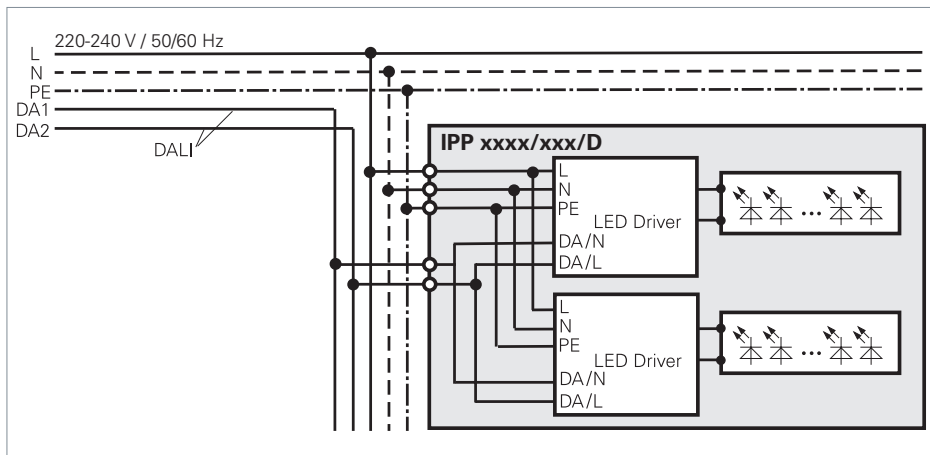 220-240 V / 50/60 Hz
L
N
PE
DA1
DA2
DALI
IPP xxxx/xxx/D
L
N
PE
LED Driver
DA/N
DA/L
...
L
N
PE
LED Driver
DA/N
DA/L
...